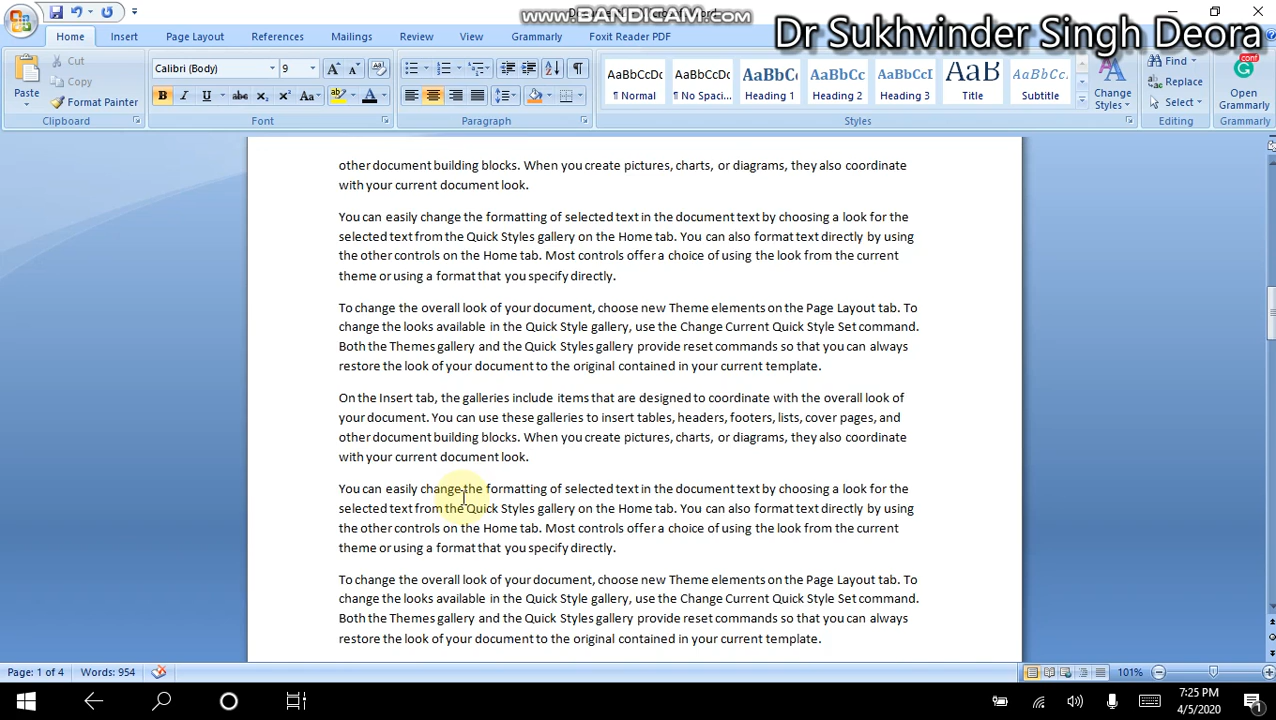 www.BANDICAM.com
Dr Sukhvinder Singh Deora
Home Insert Page Layout References Mailings Review View Grammarly Foxit Reader PDF
Paste
Cut
Copy
Format Painter
Clipboard
Calibri (Body) 9
B I U abc X₂ X² Aa
Font
Paragraph
AaBbCcDc AaBbCcDc AaBbCc AaBbCc AaBbCcI AaB AaBbCcL
¶ Normal ¶ No Spaci... Heading 1 Heading 2 Heading 3 Title Subtitle
Change
Styles
Styles
Find
Replace
Select
Editing
conf
Open
Grammarly
Grammarly
other document building blocks. When you create pictures, charts, or diagrams, they also coordinate
with your current document look.
You can easily change the formatting of selected text in the document text by choosing a look for the
selected text from the Quick Styles gallery on the Home tab. You can also format text directly by using
the other controls on the Home tab. Most controls offer a choice of using the look from the current
theme or using a format that you specify directly.
To change the overall look of your document, choose new Theme elements on the Page Layout tab. To
change the looks available in the Quick Style gallery, use the Change Current Quick Style Set command.
Both the Themes gallery and the Quick Styles gallery provide reset commands so that you can always
restore the look of your document to the original contained in your current template.
On the Insert tab, the galleries include items that are designed to coordinate with the overall look of
your document. You can use these galleries to insert tables, headers, footers, lists, cover pages, and
other document building blocks. When you create pictures, charts, or diagrams, they also coordinate
with your current document look.
You can easily change the formatting of selected text in the document text by choosing a look for the
selected text from the Quick Styles gallery on the Home tab. You can also format text directly by using
the other controls on the Home tab. Most controls offer a choice of using the look from the current
theme or using a format that you specify directly.
To change the overall look of your document, choose new Theme elements on the Page Layout tab. To
change the looks available in the Quick Style gallery, use the Change Current Quick Style Set command.
Both the Themes gallery and the Quick Styles gallery provide reset commands so that you can always
restore the look of your document to the original contained in your current template.
Page: 1 of 4 Words: 954 101%
7:25 PM
4/5/2020